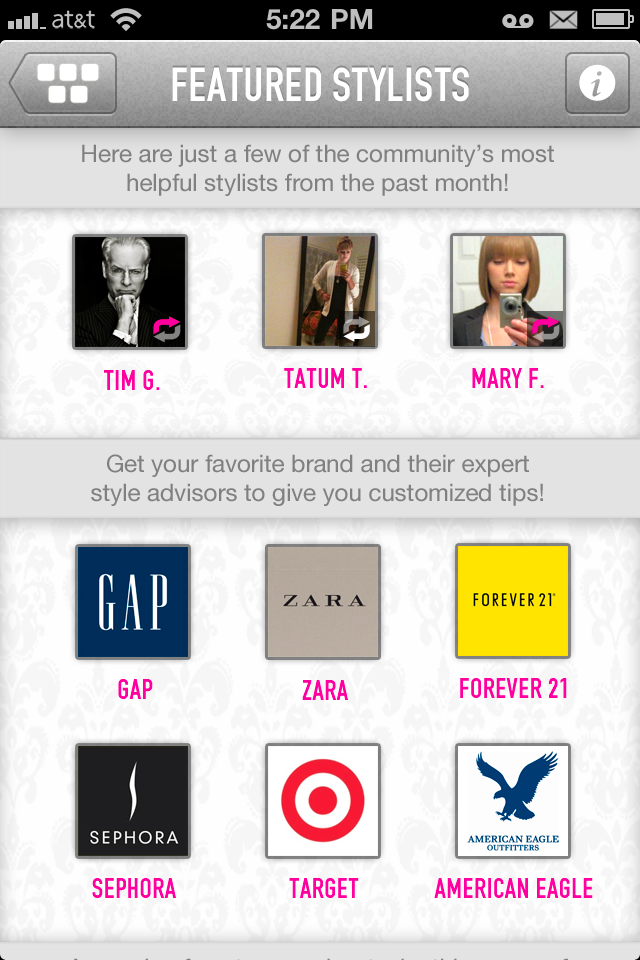 at&t 5:22 PM
FEATURED STYLISTS
i
Here are just a few of the community's most
helpful stylists from the past month!
TIM G.
TATUM T.
MARY F.
Get your favorite brand and their expert
style advisors to give you customized tips!
GAP
ZARA
FOREVER 21
GAP
ZARA
FOREVER 21
SEPHORA
AMERICAN EAGLE
OUTFITTERS
SEPHORA
TARGET
AMERICAN EAGLE